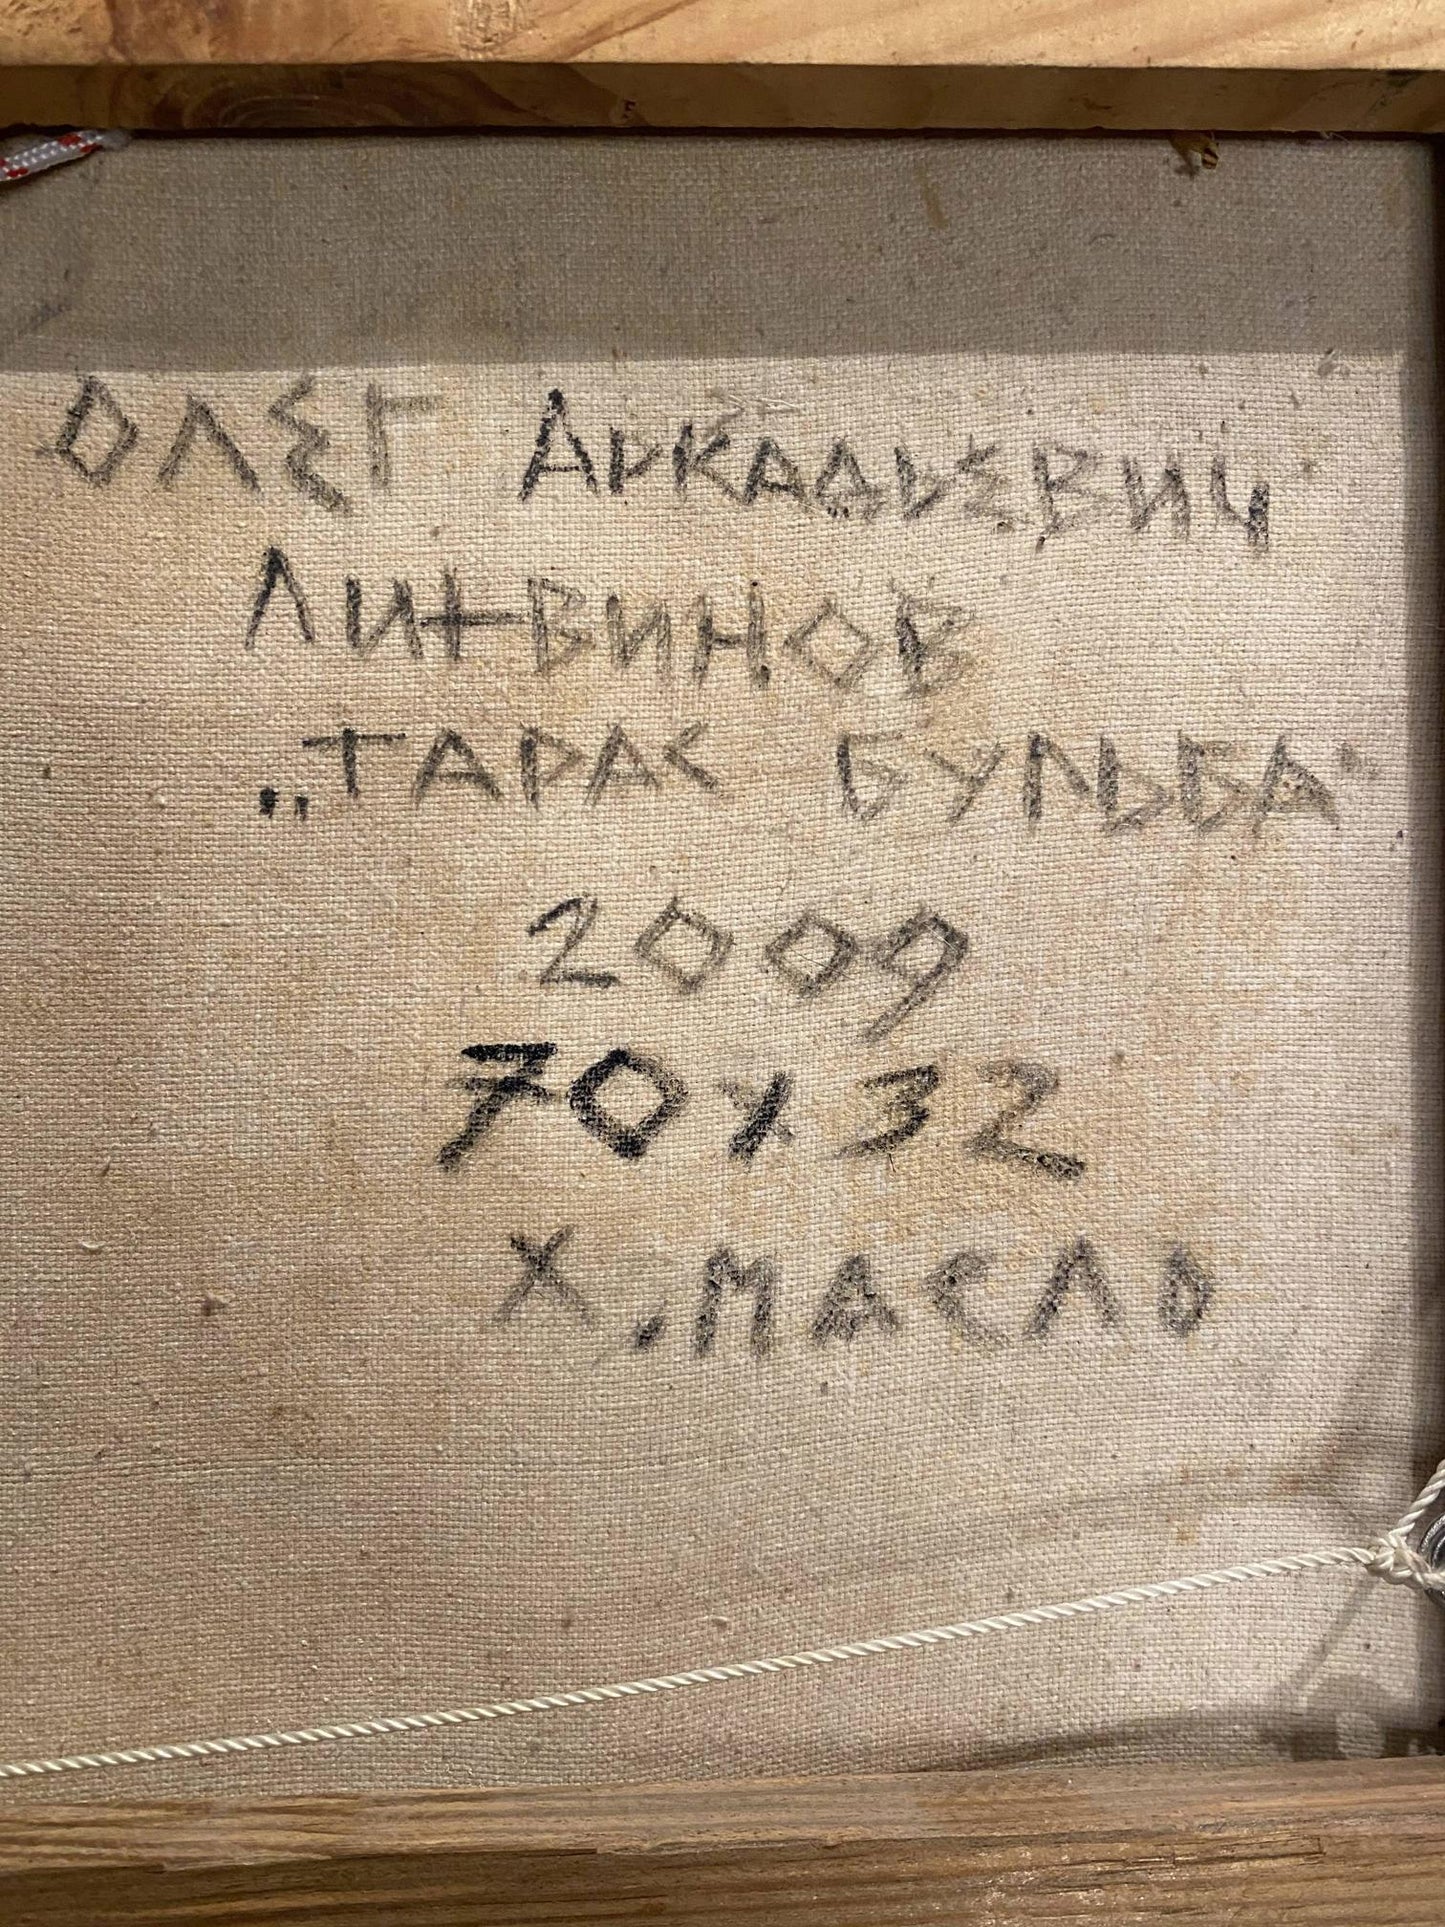 ОЛЕГ АРКАДЬЕВИЧ
ЛИТВИНОВ
„ТАРАС БУЛЬБА"
2009
70х32
Х.МАСЛО